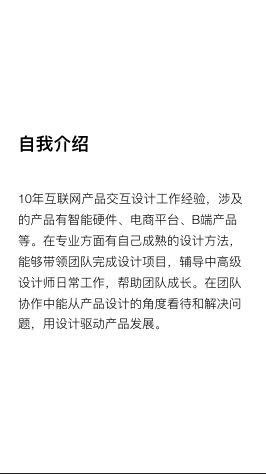 自我介绍
10年互联网产品交互设计工作经验，涉及
的产品有智能硬件、电商平台、B端产品
等。在专业方面有自己成熟的设计方法，
能够带领团队完成设计项目，辅导中高级
设计师日常工作，帮助团队成长。在团队
协作中能从产品设计的角度看待和解决问
题，用设计驱动产品发展。